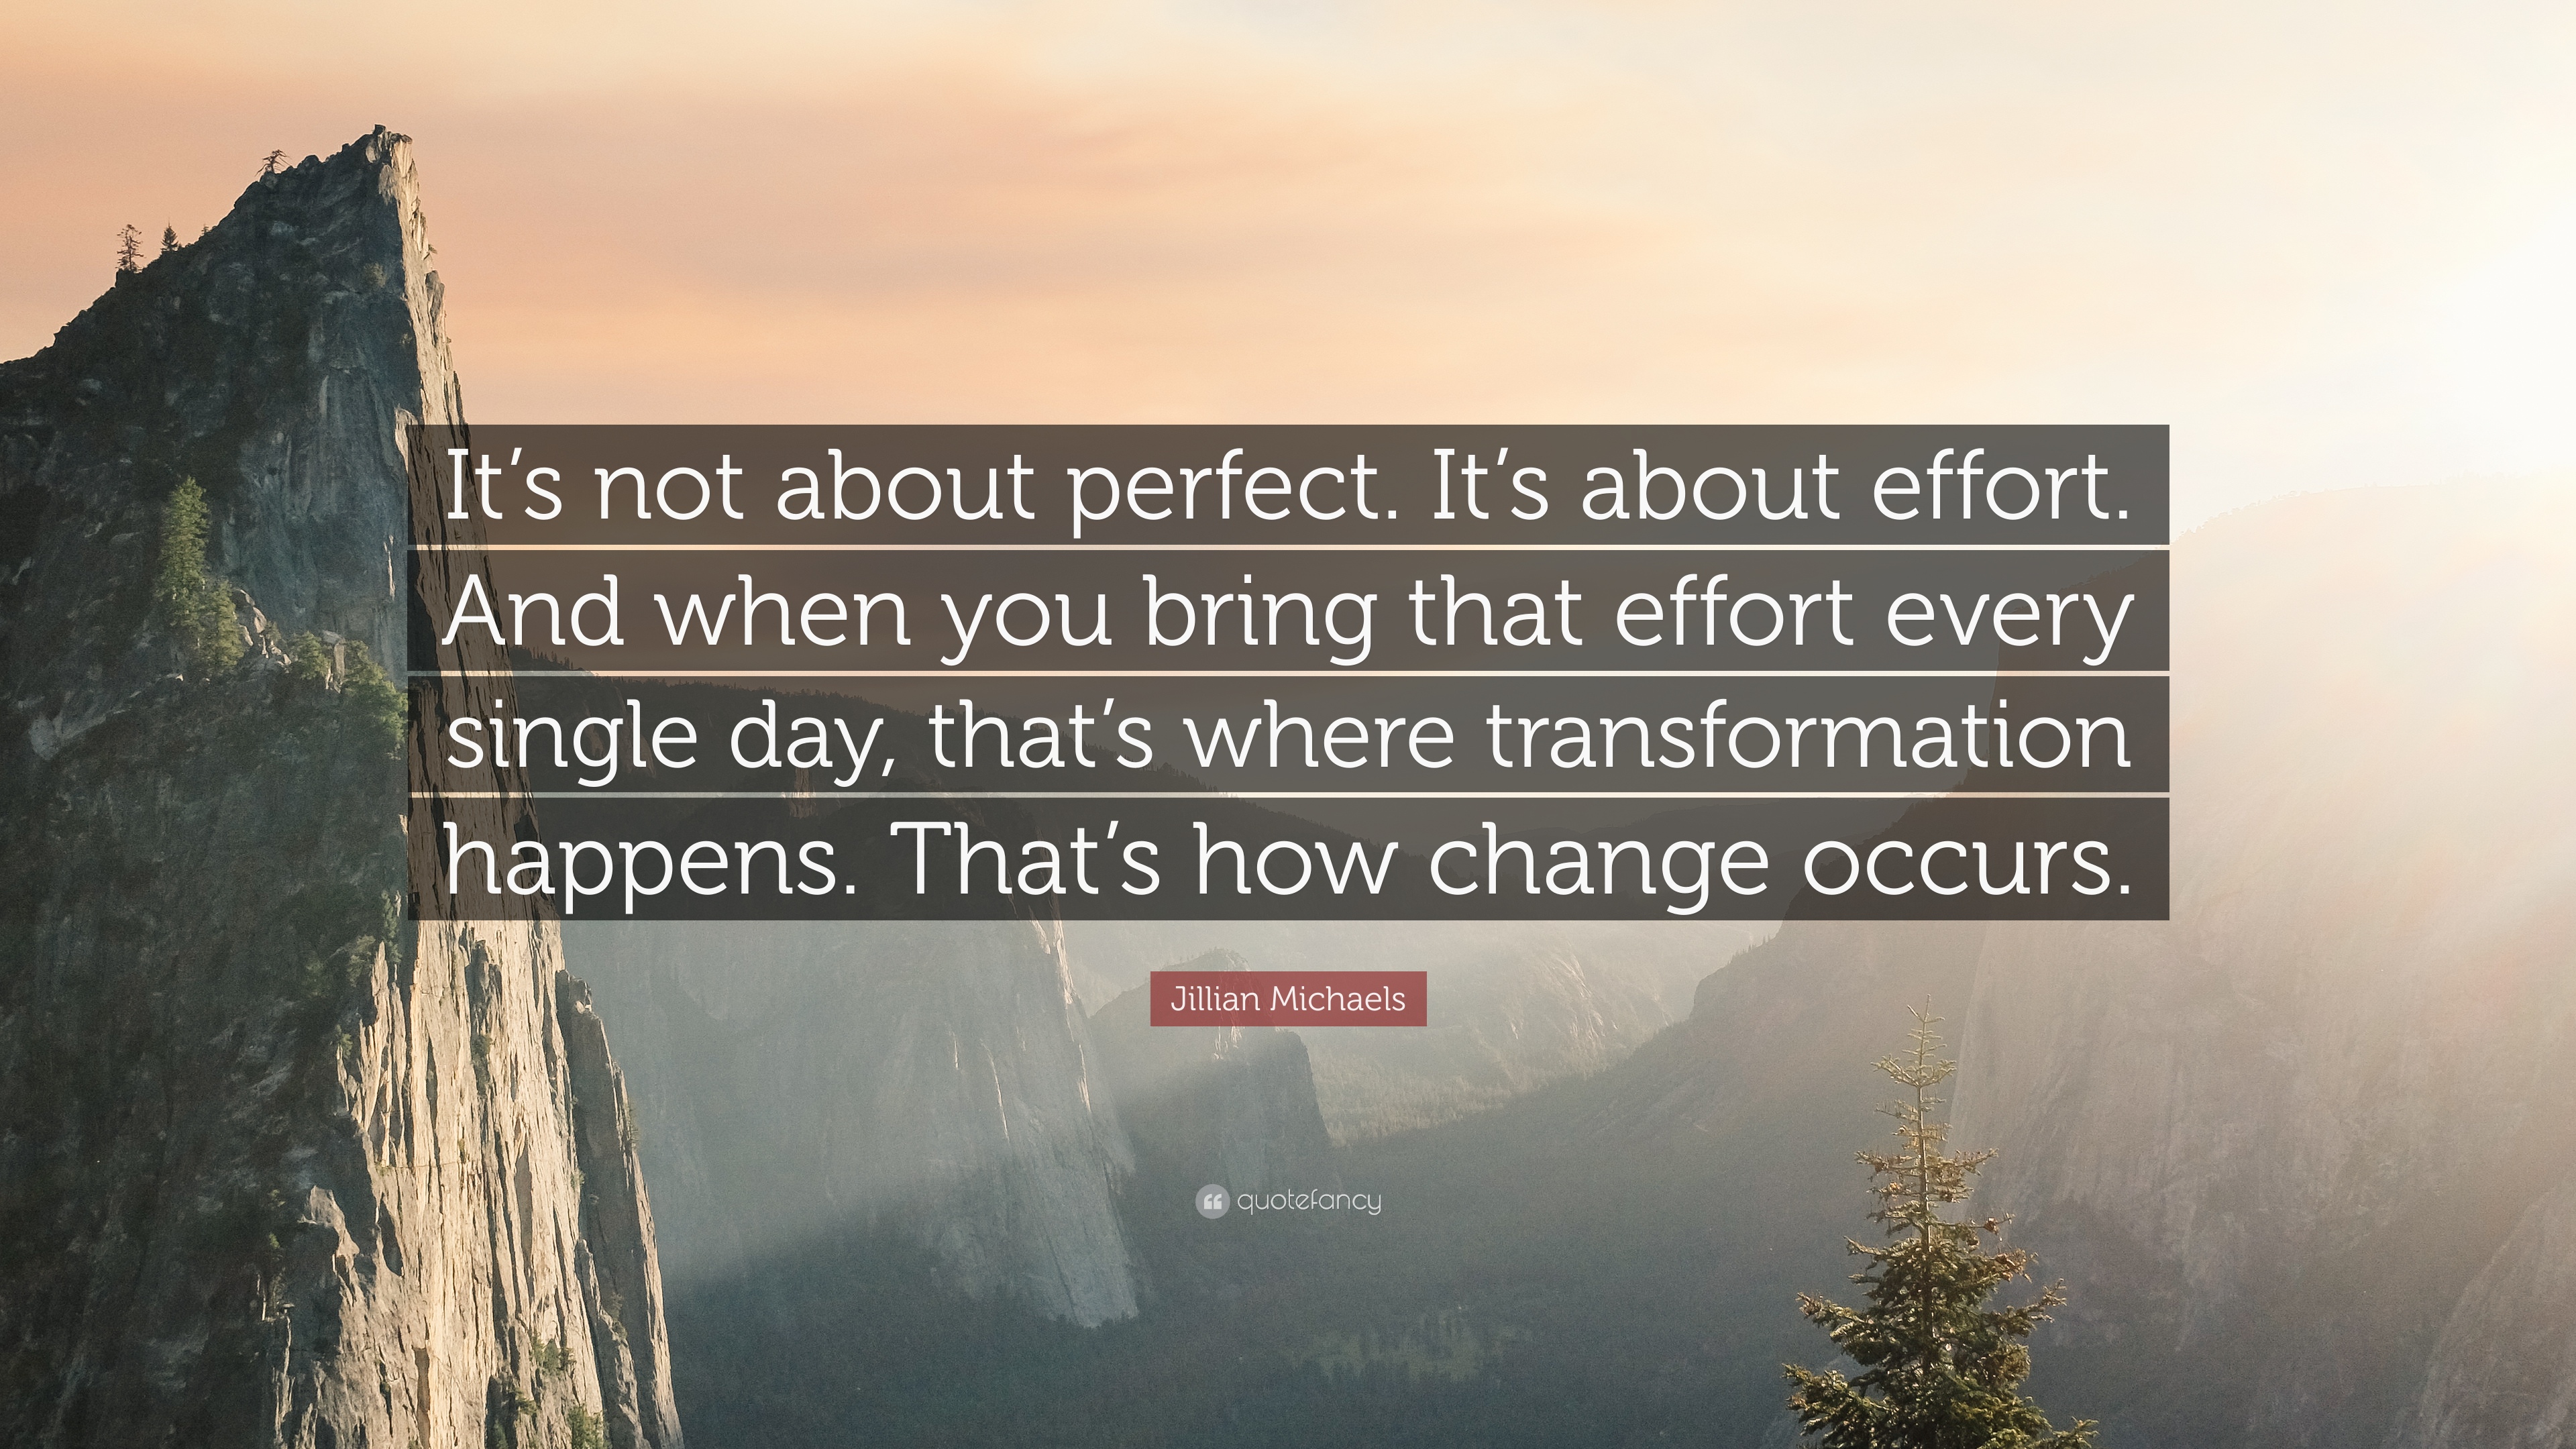 It’s not about perfect. It’s about effort.
And when you bring that effort every
single day, that’s where transformation
happens. That’s how change occurs.
Jillian Michaels
quotefancy